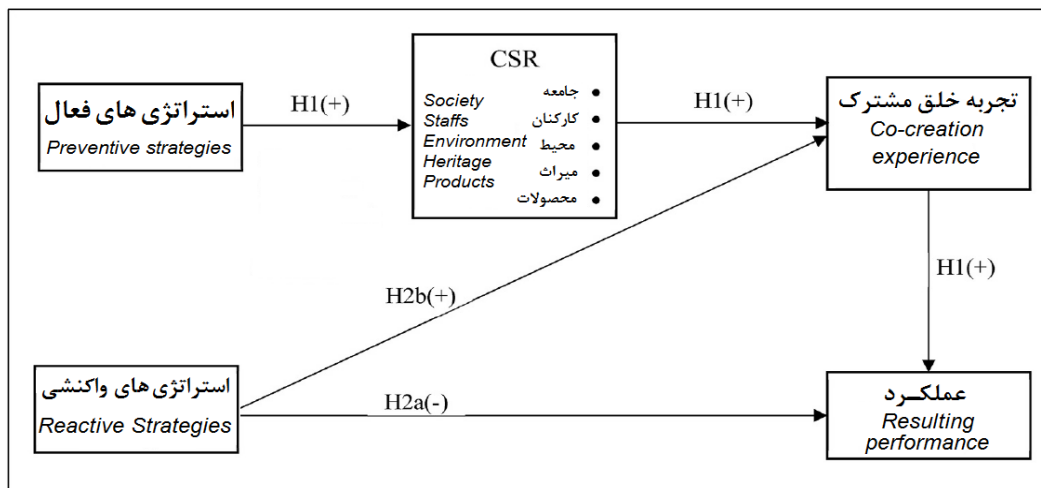 استراتژی های فعال
Preventive strategies
H1(+)
CSR
Society
Staffs
Environment
Heritage
Products
جامعه
کارکنان
محیط
میراث
محصولات
H1(+)
تجربه خلق مشترک
Co-creation
experience
H1(+)
H2b(+)
استراتژی های واکنشی
Reactive Strategies
H2a(-)
عملکـرد
Resulting
performance